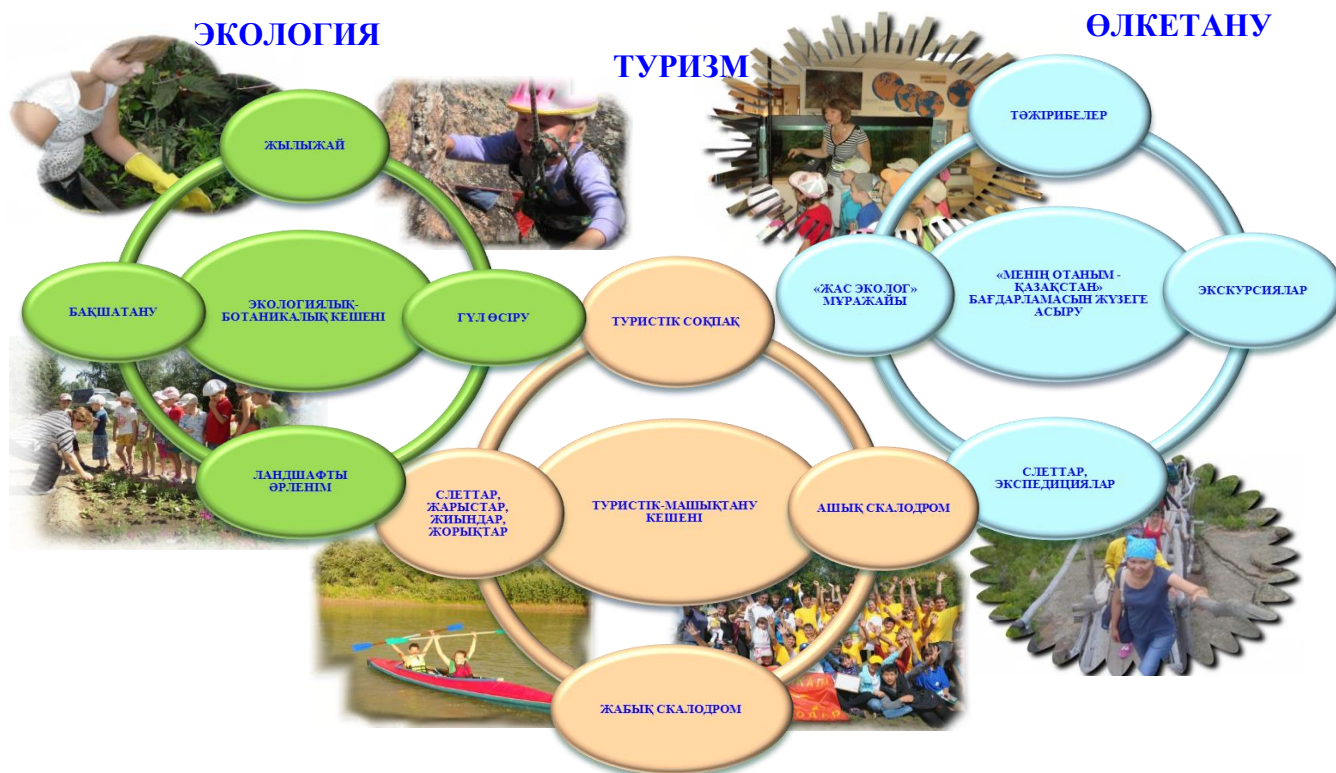 ЭКОЛОГИЯ
ТУРИЗМ
ӨЛКЕТАНУ
ЖЫЛЫЖАЙ
БАҚШАТАНУ
ЭКОЛОГИЯЛЫҚ-
БОТАНИКАЛЫҚ КЕШЕНІ
ГҮЛ ӨСІРУ
ЛАНДШАФТЫ
ӘРЛЕНІМ
ТУРИСТІК СОҚПАҚ
СЛЕТТАР,
ЖАРЫСТАР,
ЖИЫНДАР,
ЖОРЫҚТАР
ТУРИСТІК-МАШЫҚТАНУ
КЕШЕНІ
АШЫҚ СКАЛОДРОМ
ЖАБЫҚ СКАЛОДРОМ
ТӘЖІРИБЕЛЕР
«ЖАС ЭКОЛОГ»
МҰРАЖАЙЫ
«МЕНІҢ ОТАНЫМ -
ҚАЗАҚСТАН»
БАҒДАРЛАМАСЫН ЖҮЗЕГЕ
АСЫРУ
ЭКСКУРСИЯЛАР
СЛЕТТАР,
ЭКСПЕДИЦИЯЛАР